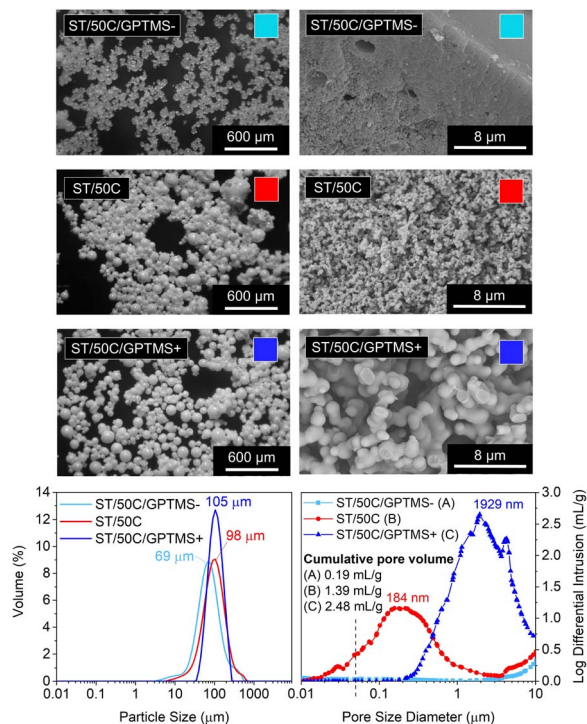 ST/50C/GPTMS-
600 μm
ST/50C/GPTMS-
8 μm
ST/50C
600 μm
ST/50C
8 μm
ST/50C/GPTMS+
600 μm
ST/50C/GPTMS+
8 μm
14
12
10
8
6
4
2
0
Volume (%)
ST/50C/GPTMS-
ST/50C
ST/50C/GPTMS+
105 μm
98 μm
69 μm
0.01
0.1
1
10
100
1000
Particle Size (μm)
ST/50C/GPTMS- (A)
ST/50C (B)
ST/50C/GPTMS+ (C)
1929 nm
Cumulative pore volume
(A) 0.19 mL/g
(B) 1.39 mL/g
(C) 2.48 mL/g
184 nm
3.0
2.5
2.0
1.5
1.0
0.5
0.0
Log Differential Intrusion (mL/g)
0.01
0.1
1
10
Pore Size Diameter (μm)